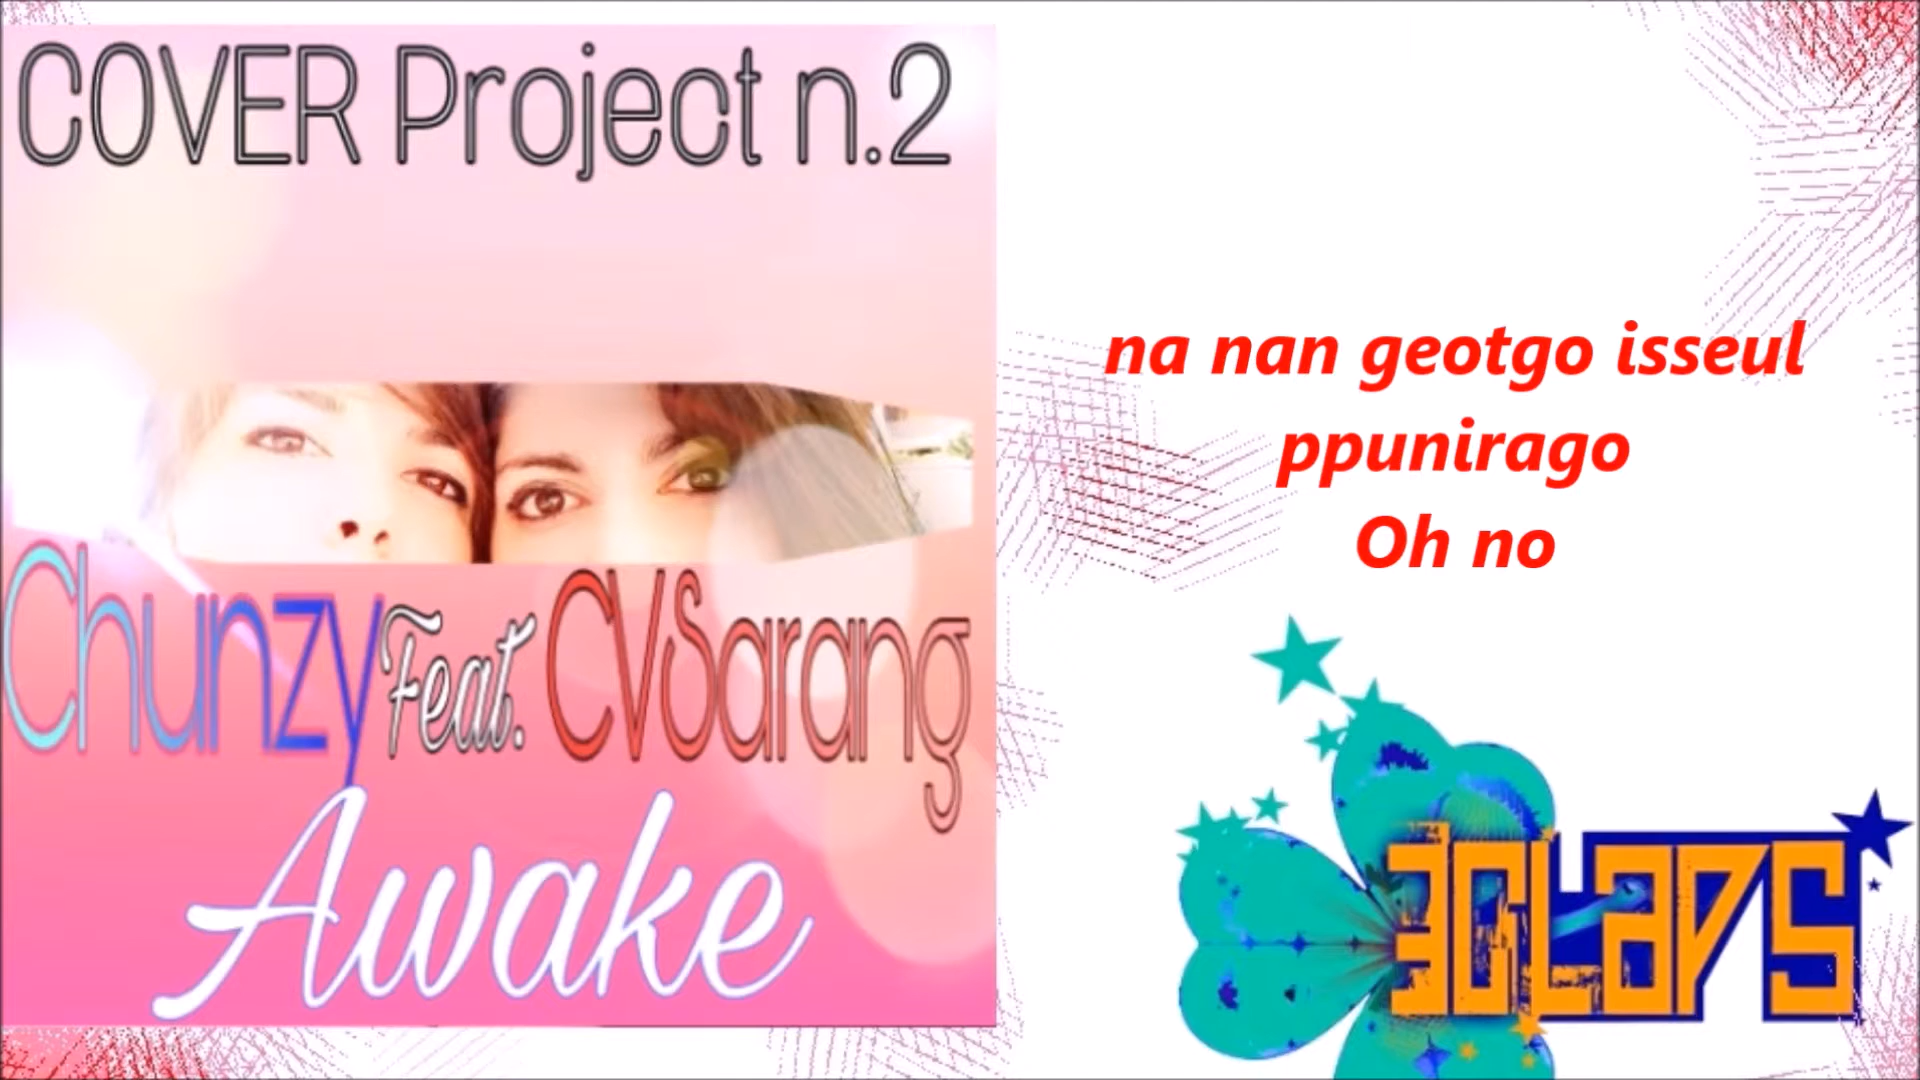 COVER Project n.2
Chunzy Feat. CVSarang
Awake
na nan geotgo isseul
ppunirago
Oh no
3CLaPS